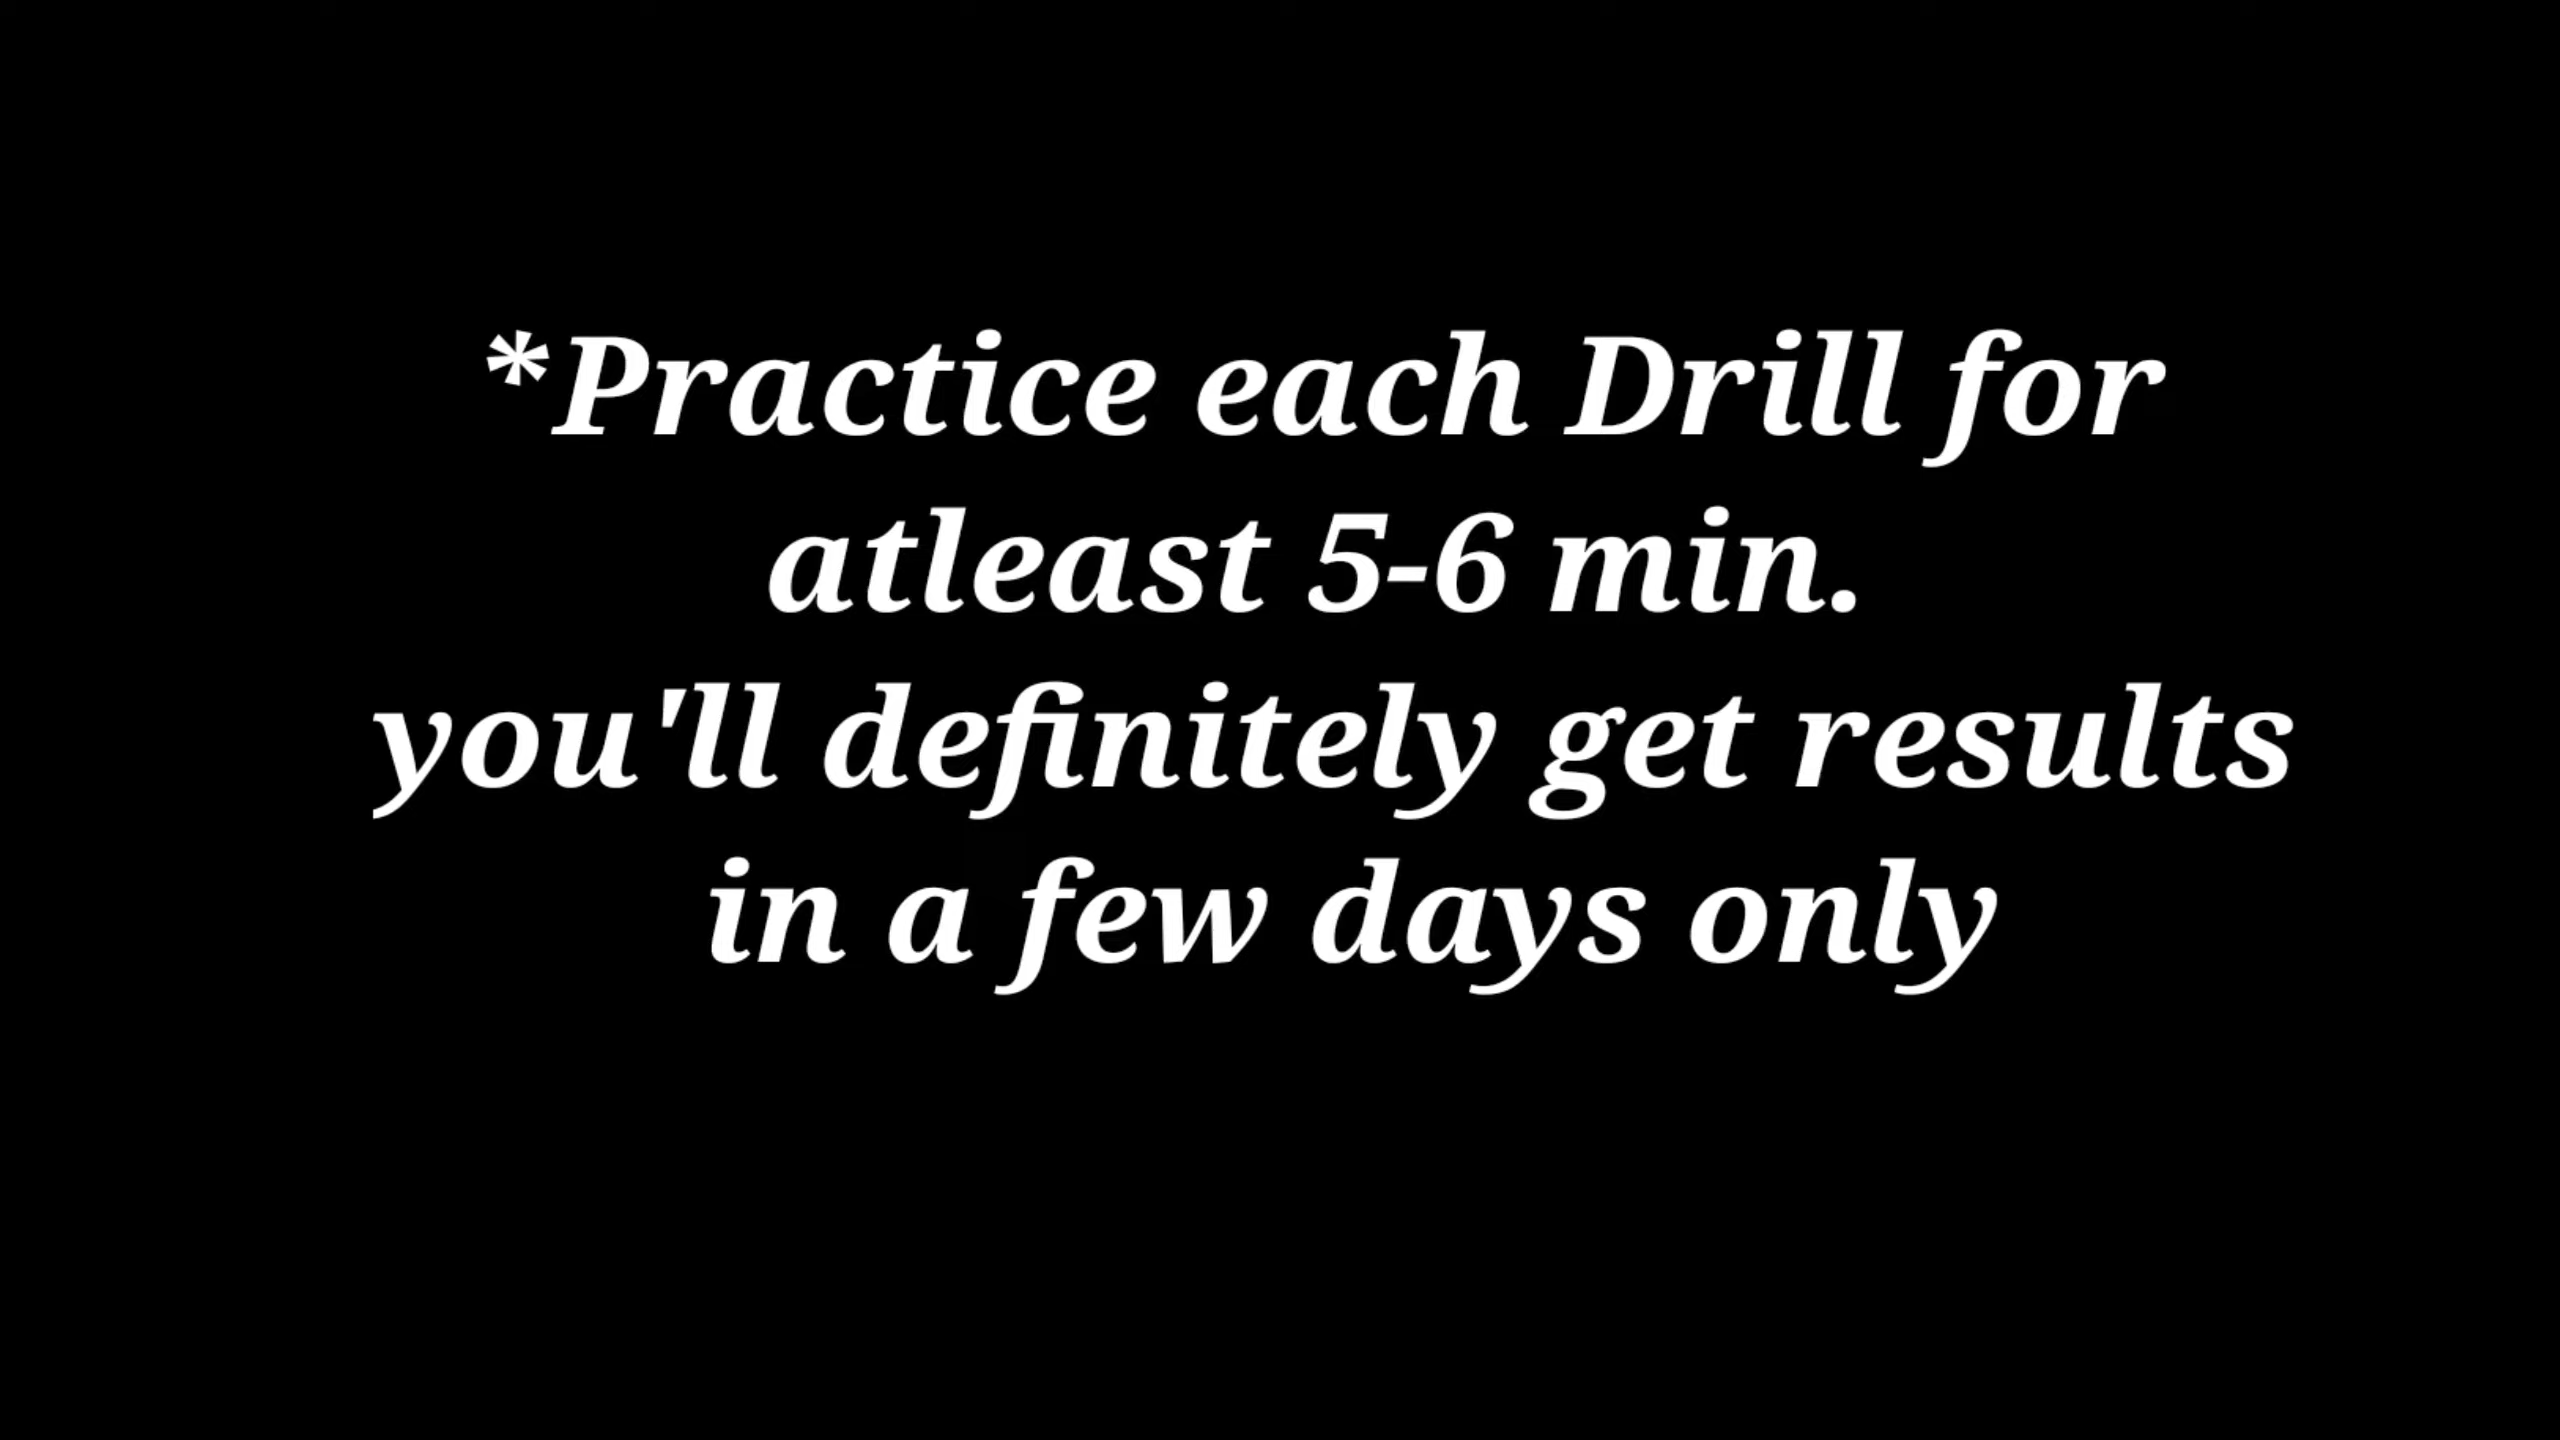 *Practice each Drill for
atleast 5-6 min.
you'll definitely get results
in a few days only